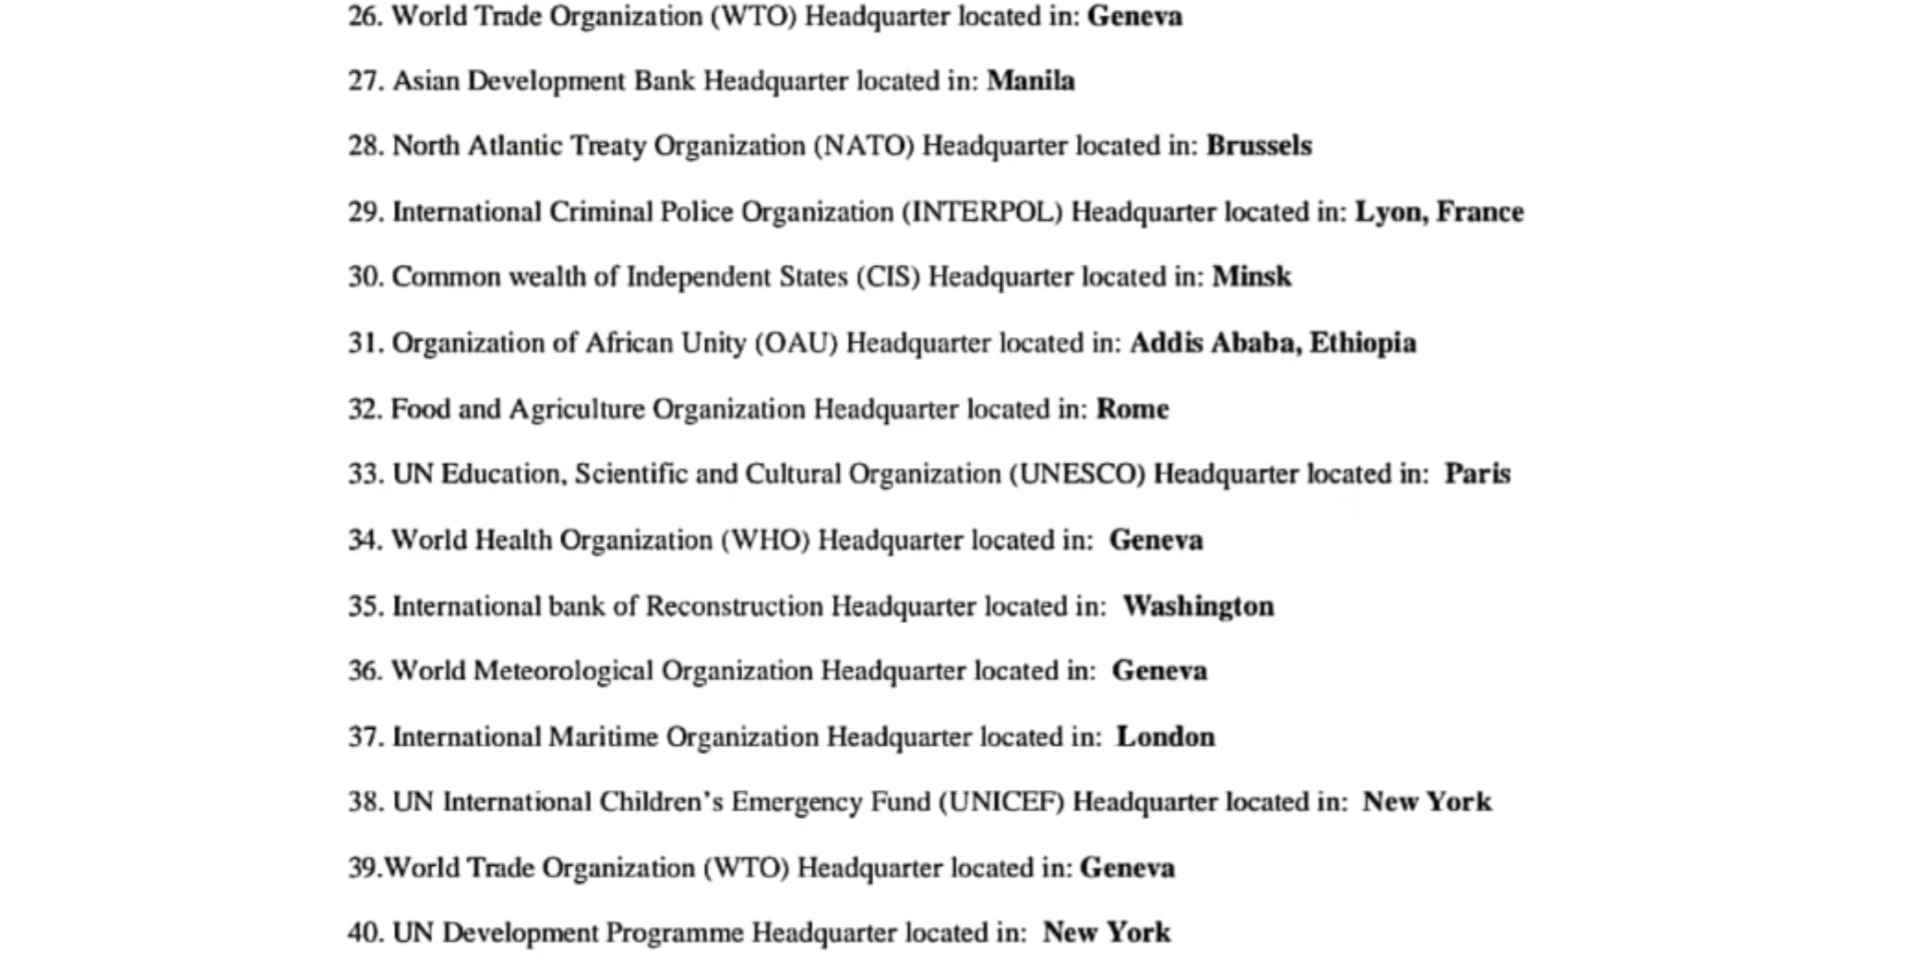 26. World Trade Organization (WTO) Headquarter located in: Geneva
27. Asian Development Bank Headquarter located in: Manila
28. North Atlantic Treaty Organization (NATO) Headquarter located in: Brussels
29. International Criminal Police Organization (INTERPOL) Headquarter located in: Lyon, France
30. Common wealth of Independent States (CIS) Headquarter located in: Minsk
31. Organization of African Unity (OAU) Headquarter located in: Addis Ababa, Ethiopia
32. Food and Agriculture Organization Headquarter located in: Rome
33. UN Education, Scientific and Cultural Organization (UNESCO) Headquarter located in: Paris
34. World Health Organization (WHO) Headquarter located in: Geneva
35. International bank of Reconstruction Headquarter located in: Washington
36. World Meteorological Organization Headquarter located in: Geneva
37. International Maritime Organization Headquarter located in: London
38. UN International Children's Emergency Fund (UNICEF) Headquarter located in: New York
39.World Trade Organization (WTO) Headquarter located in: Geneva
40. UN Development Programme Headquarter located in: New York